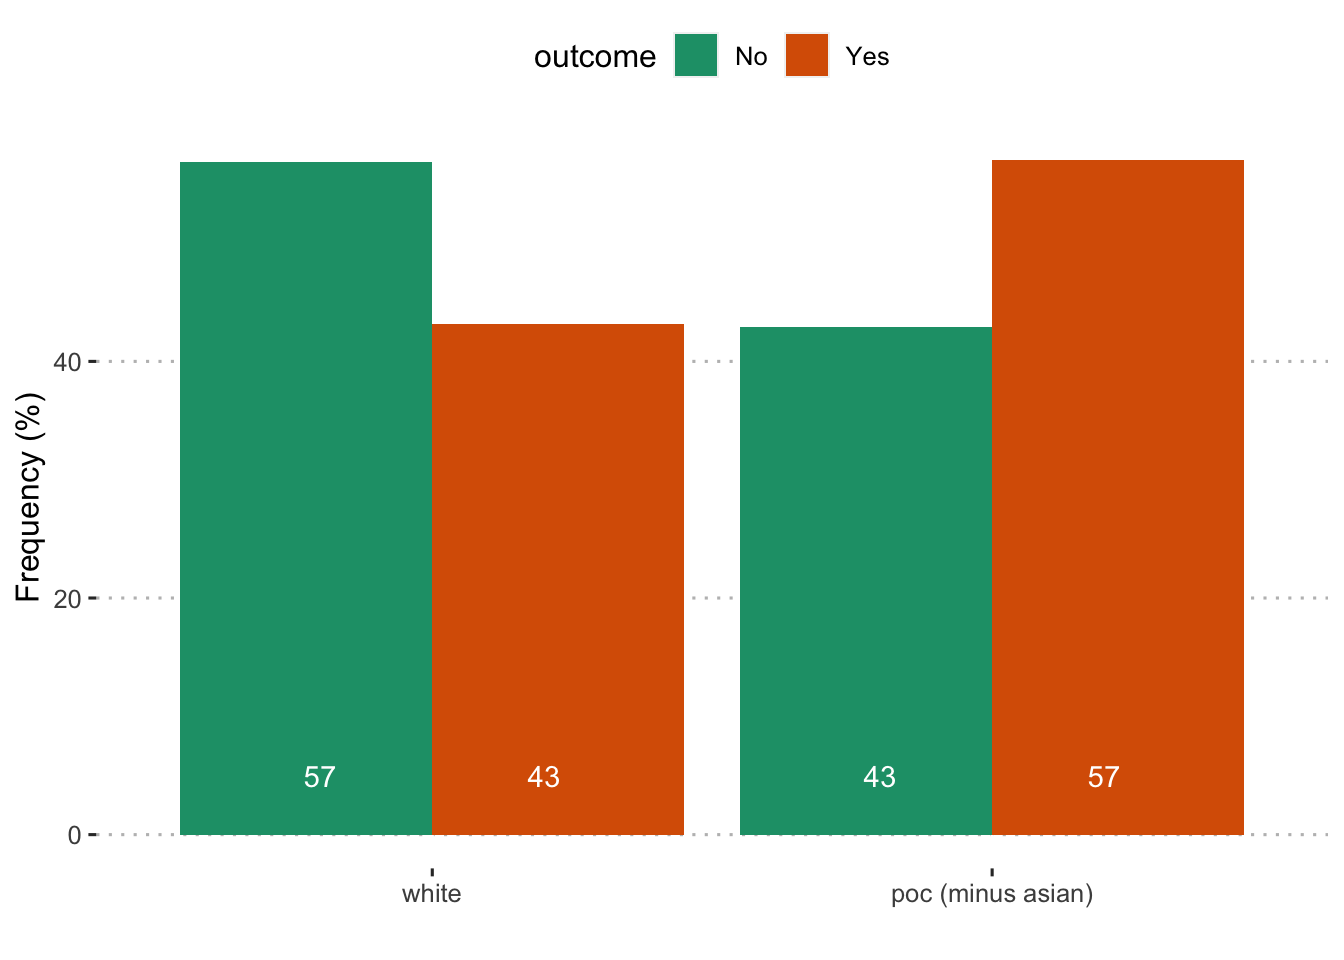 outcome No Yes
Frequency (%)
40
20
0
57 43 43 57
white poc (minus asian)